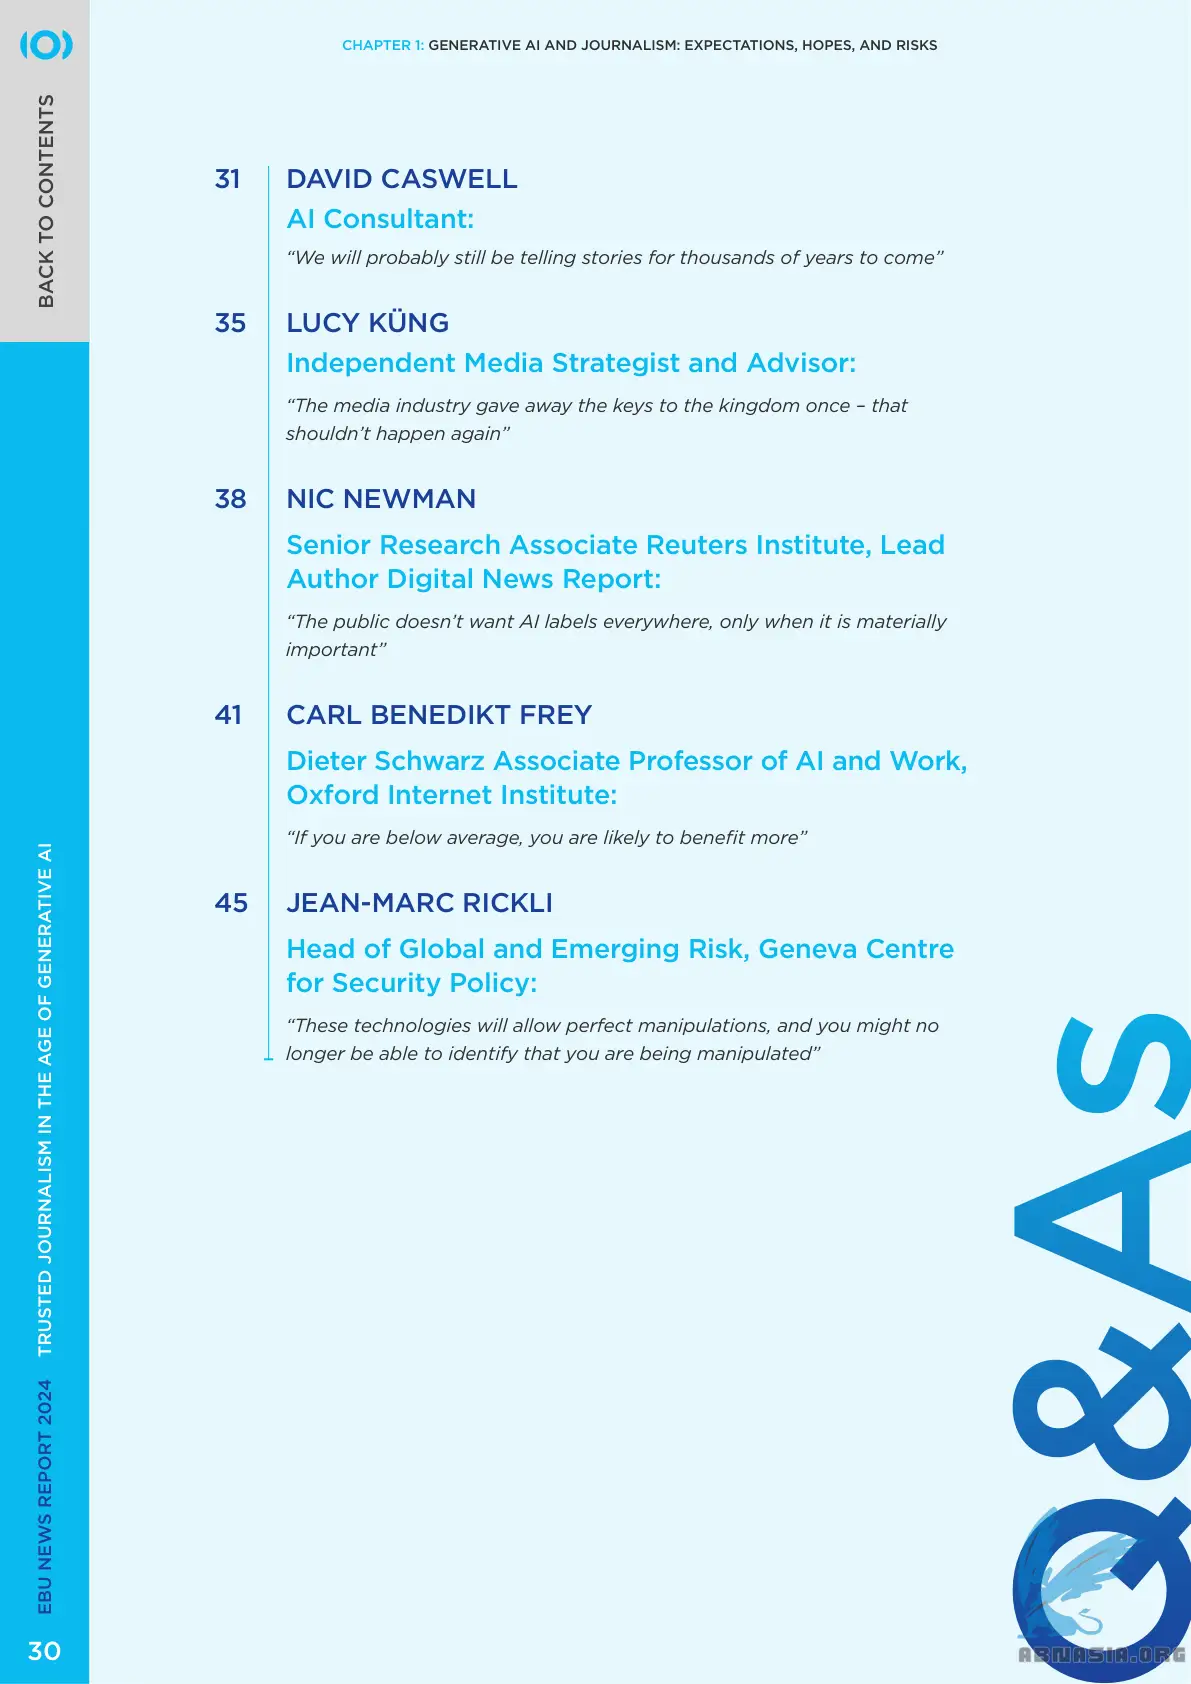 CHAPTER 1: GENERATIVE AI AND JOURNALISM: EXPECTATIONS, HOPES, AND RISKS
BACK TO CONTENTS
31 DAVID CASWELL
AI Consultant:
“We will probably still be telling stories for thousands of years to come”
35 LUCY KÜNG
Independent Media Strategist and Advisor:
“The media industry gave away the keys to the kingdom once – that
shouldn’t happen again”
38 NIC NEWMAN
Senior Research Associate Reuters Institute, Lead
Author Digital News Report:
“The public doesn’t want AI labels everywhere, only when it is materially
important”
41 CARL BENEDIKT FREY
Dieter Schwarz Associate Professor of AI and Work,
Oxford Internet Institute:
“If you are below average, you are likely to benefit more”
45 JEAN-MARC RICKLI
Head of Global and Emerging Risk, Geneva Centre
for Security Policy:
“These technologies will allow perfect manipulations, and you might no
longer be able to identify that you are being manipulated”
Q&AS
EBU NEWS REPORT 2024 TRUSTED JOURNALISM IN THE AGE OF GENERATIVE AI
30
ABNASIA.ORG